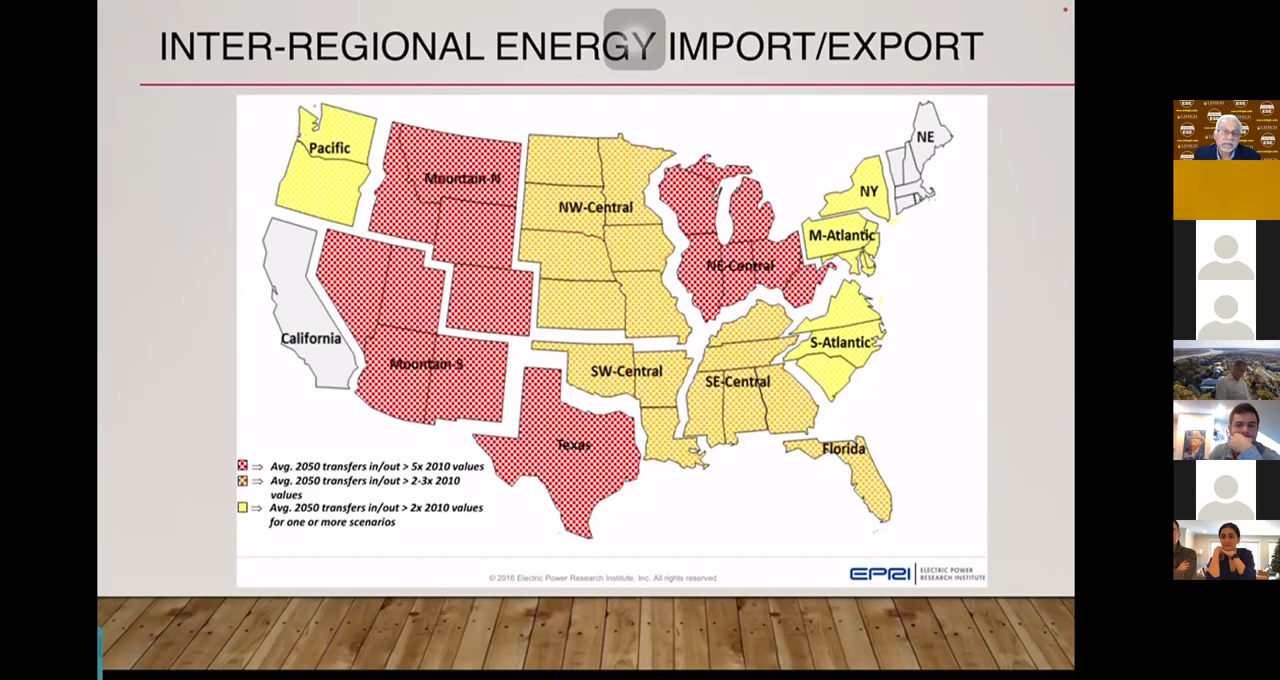 INTER-REGIONAL ENERGY IMPORT/EXPORT
Pacific
Mountain-N
NW-Central
NE
NY
M-Atlantic
NE-Central
California
Mountain-S
SW-Central
SE-Central
S-Atlantic
Texas
Florida
⇒ Avg. 2050 transfers in/out > 5x 2010 values
⇒ Avg. 2050 transfers in/out > 2-3x 2010
values
⇒ Avg. 2050 transfers in/out > 2x 2010 values
for one or more scenarios
© 2016 Electric Power Research Institute, Inc. All rights reserved.
EPRI
ELECTRIC POWER
RESEARCH INSTITUTE
LEHIGH
ESE